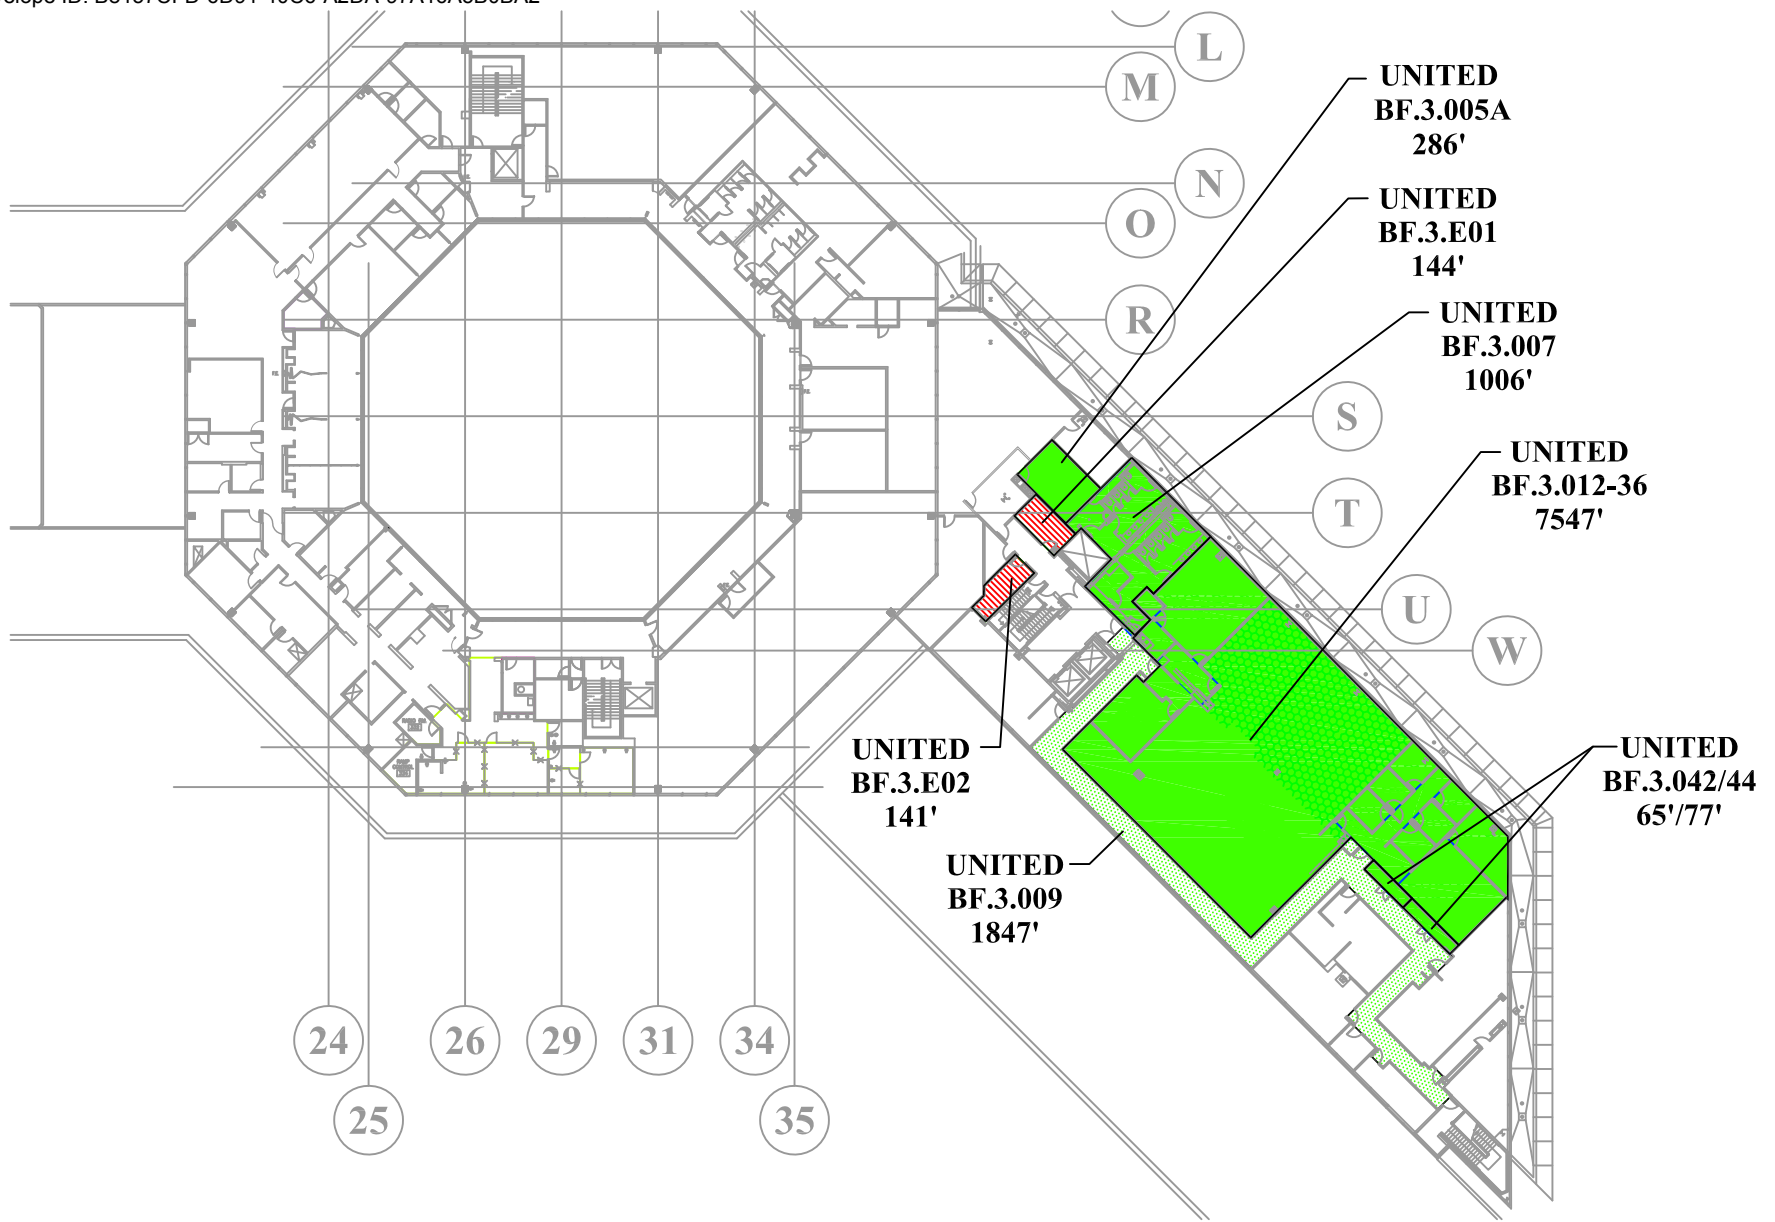 L
M
N
O
R
S
T
U
W
UNITED
BF.3.005A
286'
UNITED
BF.3.E01
144'
UNITED
BF.3.007
1006'
UNITED
BF.3.012-36
7547'
UNITED
BF.3.042/44
65'/77'
UNITED
BF.3.E02
141'
UNITED
BF.3.009
1847'
24
26
29
31
34
25
35